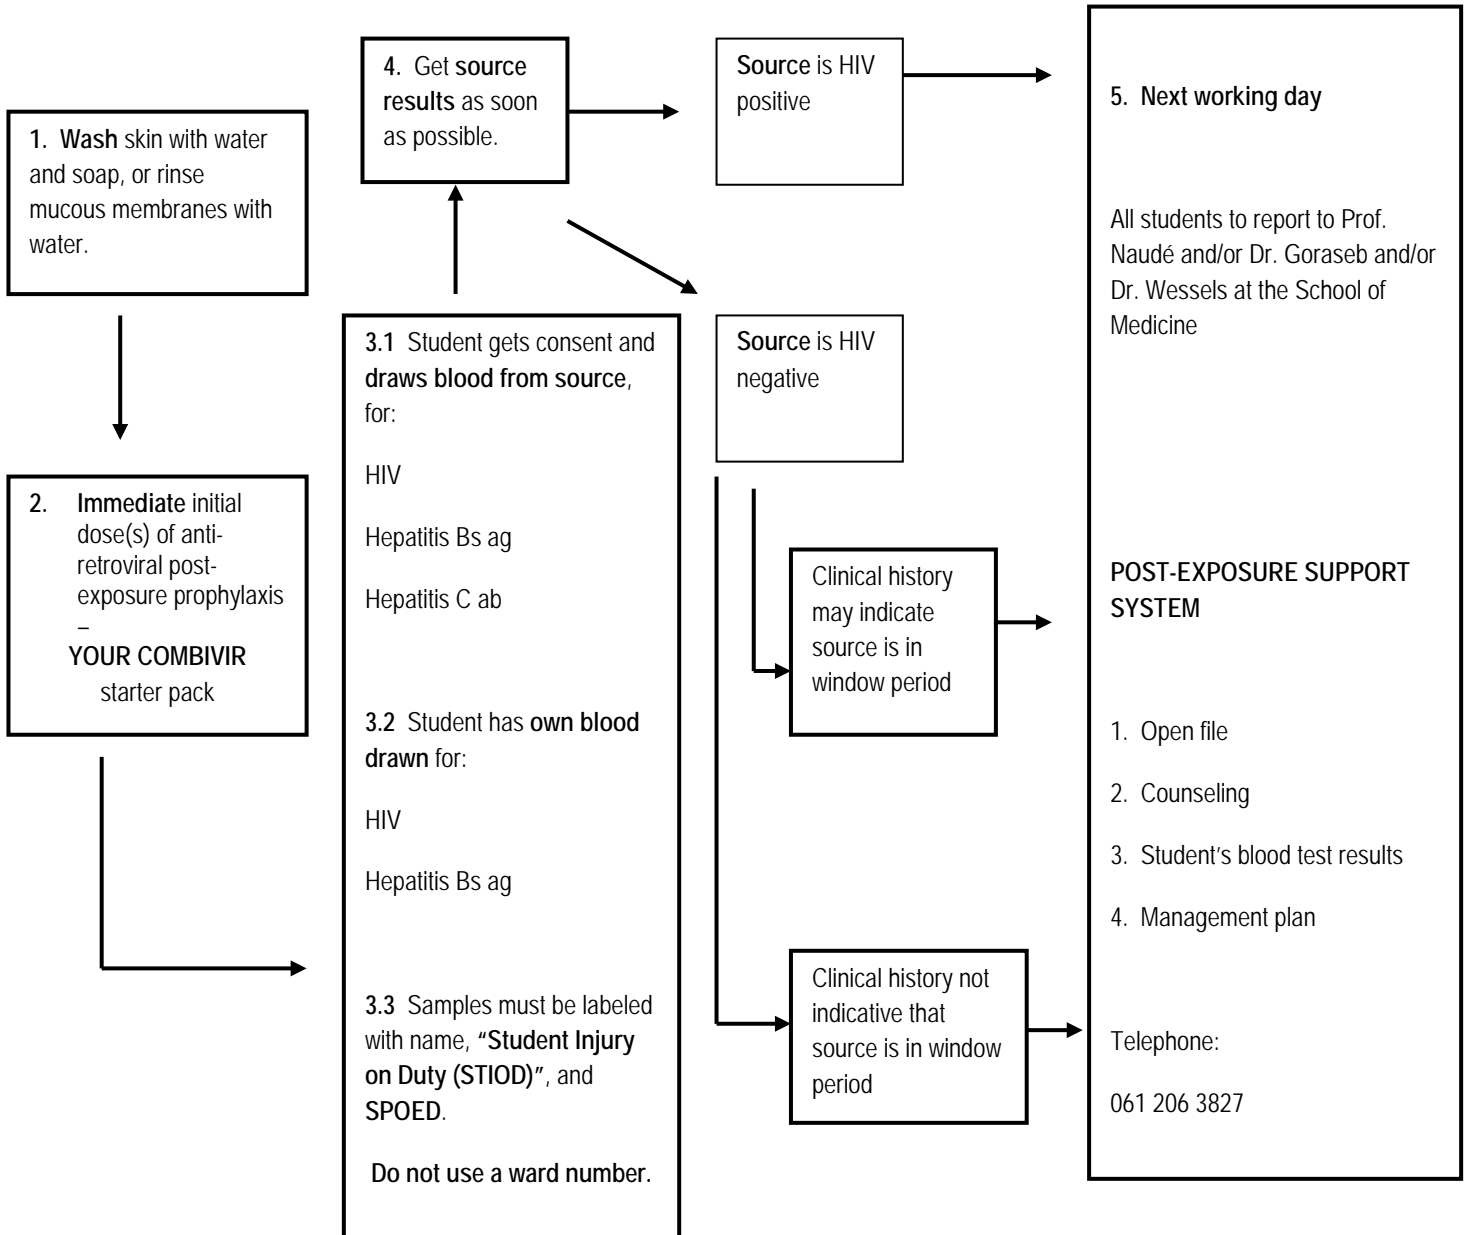 1. Wash skin with water
and soap, or rinse
mucous membranes with
water.
2. Immediate initial
dose(s) of anti-
retroviral post-
exposure prophylaxis
–
YOUR COMBIVIR
starter pack
3.1 Student gets consent and
draws blood from source,
for:
HIV
Hepatitis Bs ag
Hepatitis C ab
3.2 Student has own blood
drawn for:
HIV
Hepatitis Bs ag
3.3 Samples must be labeled
with name, “Student Injury
on Duty (STIOD)”, and
SPOED.
Do not use a ward number.
4. Get source
results as soon
as possible.
Source is HIV
positive
Source is HIV
negative
Clinical history
may indicate
source is in
window period
Clinical history not
indicative that
source is in window
period
5. Next working day
All students to report to Prof.
Naudé and/or Dr. Goraseb and/or
Dr. Wessels at the School of
Medicine
POST-EXPOSURE SUPPORT
SYSTEM
1. Open file
2. Counseling
3. Student’s blood test results
4. Management plan
Telephone:
061 206 3827